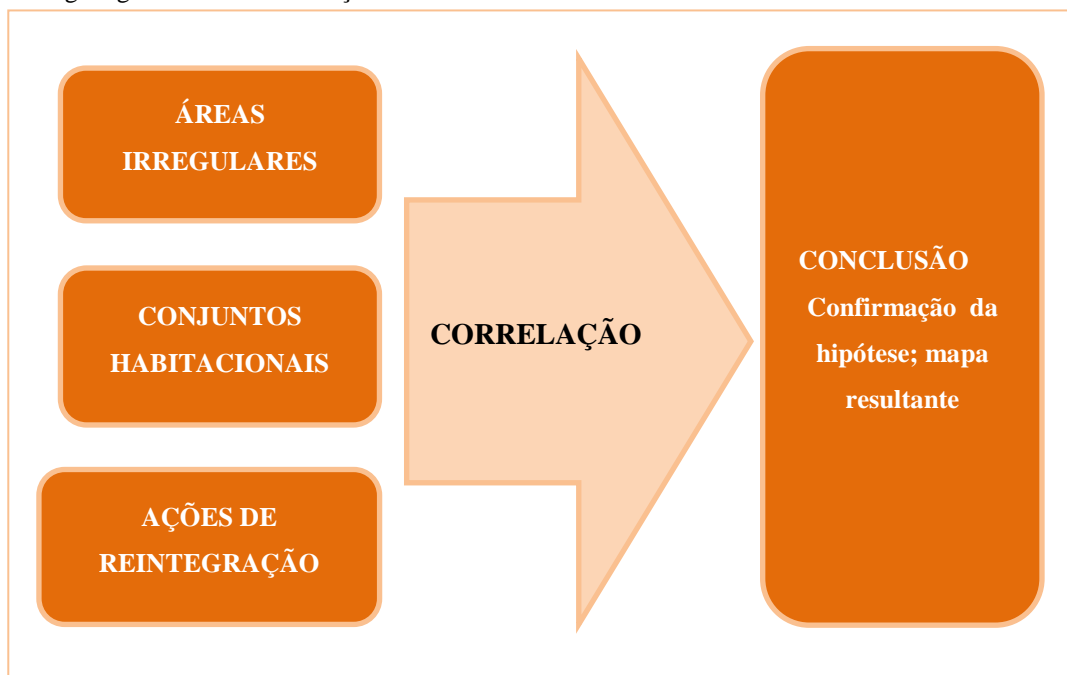 ÁREAS
IRREGULARES
CONJUNTOS
HABITACIONAIS
AÇÕES DE
REINTEGRAÇÃO
CORRELAÇÃO
CONCLUSÃO
Confirmação da
hipótese; mapa
resultante